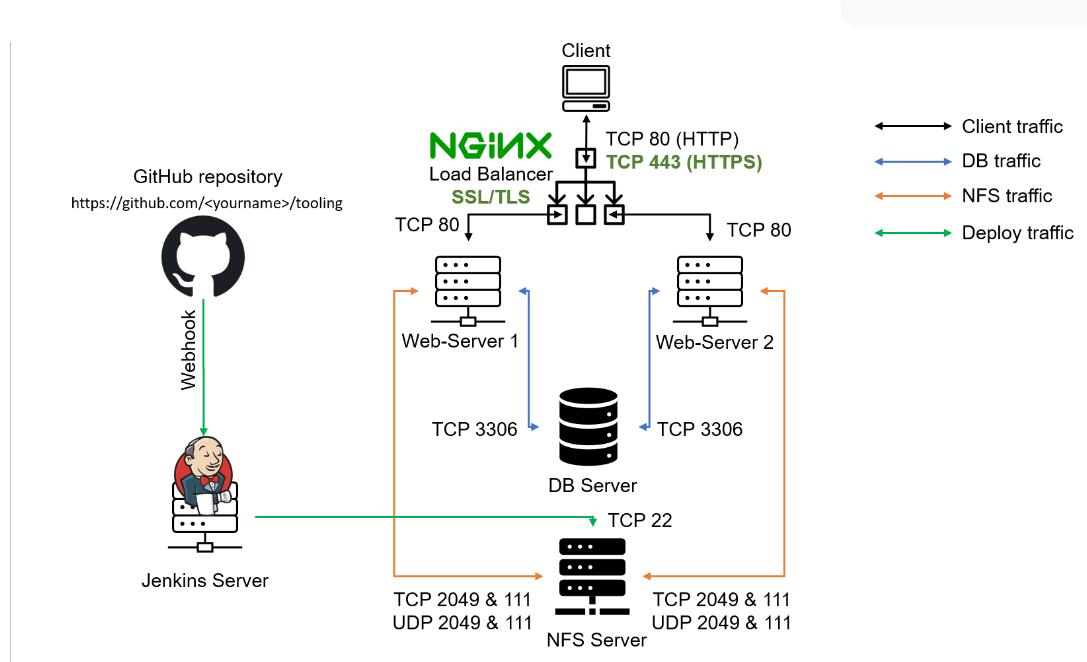 Client
NGINX
Load Balancer
SSL/TLS
TCP 80 (HTTP)
TCP 443 (HTTPS)
Client traffic
DB traffic
NFS traffic
Deploy traffic
GitHub repository
https://github.com/<yourname>/tooling
TCP 80
TCP 80
Webhook
Web-Server 1
Web-Server 2
TCP 3306
TCP 3306
DB Server
TCP 22
Jenkins Server
TCP 2049 & 111
UDP 2049 & 111
TCP 2049 & 111
UDP 2049 & 111
NFS Server